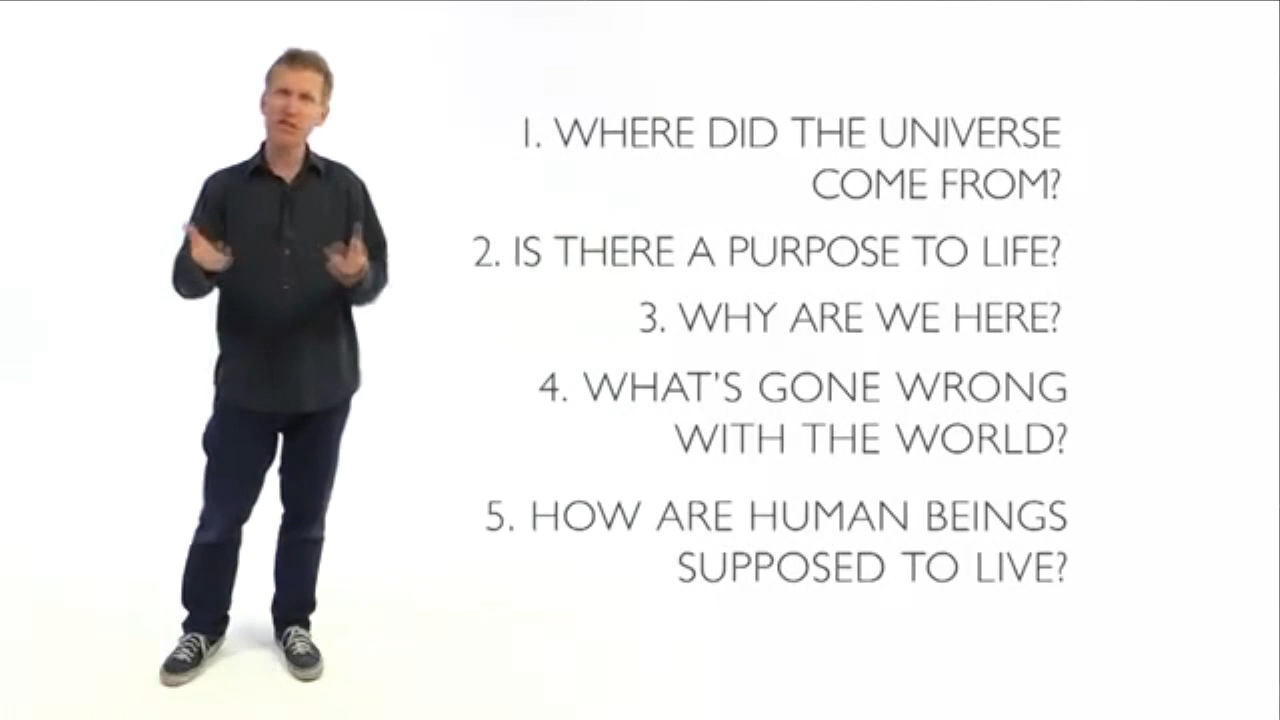 1. WHERE DID THE UNIVERSE
COME FROM?
2. IS THERE A PURPOSE TO LIFE?
3. WHY ARE WE HERE?
4. WHAT'S GONE WRONG
WITH THE WORLD?
5. HOW ARE HUMAN BEINGS
SUPPOSED TO LIVE?